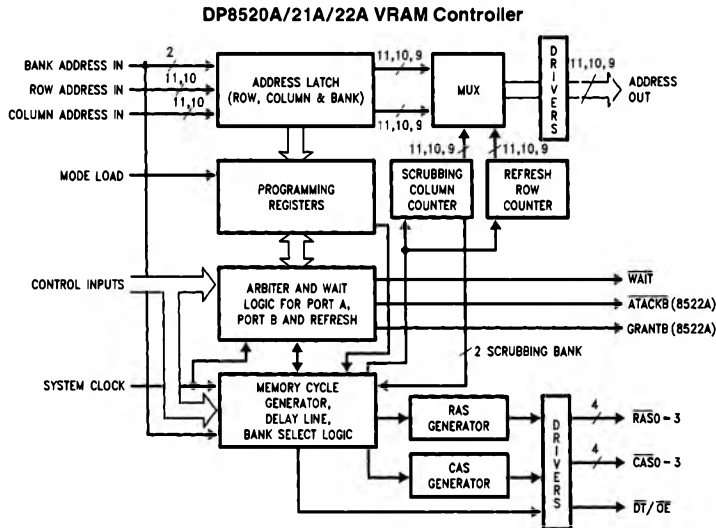 DP8520A/21A/22A VRAM Controller
BANK ADDRESS IN
2
ROW ADDRESS IN
11,10
COLUMN ADDRESS IN
11,10
ADDRESS LATCH
(ROW, COLUMN & BANK)
11,10,9
11,10,9
MUX
DRIVERS
11,10,9
ADDRESS
OUT
11,10,9
11,10,9
MODE LOAD
PROGRAMMING
REGISTERS
SCRUBBING
COLUMN
COUNTER
REFRESH
ROW
COUNTER
CONTROL INPUTS
ARBITER AND WAIT
LOGIC FOR PORT A,
PORT B AND REFRESH
WAIT
ATACKB (8522A)
GRANTB (8522A)
2 SCRUBBING BANK
SYSTEM CLOCK
MEMORY CYCLE
GENERATOR,
DELAY LINE,
BANK SELECT LOGIC
RAS
GENERATOR
CAS
GENERATOR
DRIVERS
4
RAS0-3
4
CAS0-3
DT/OE